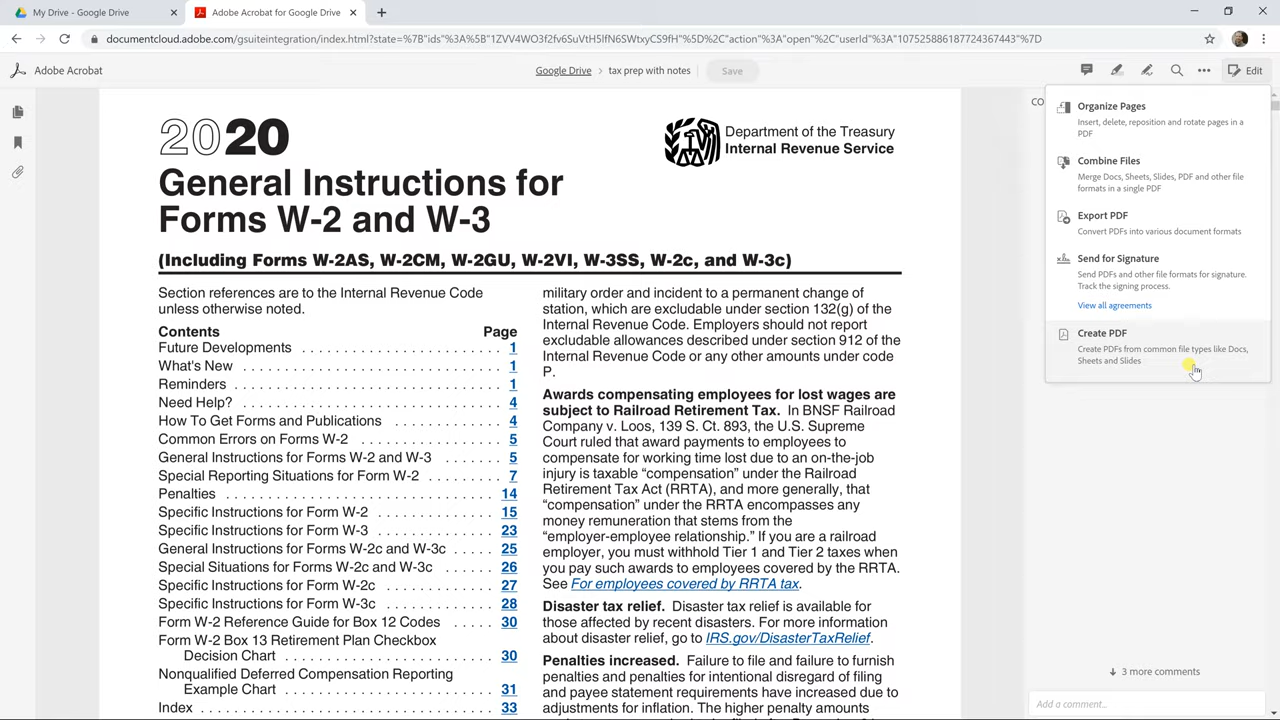 My Drive - Google Drive
Adobe Acrobat for Google Drive
documentcloud.adobe.com/gsuiteintegration/index.html?state=%7B"ids"%3A%5B"1ZVV4WO3f2fv6SuVtH5lfN6SWtxyCS9fH"%5D%2C"action"%3A"open"%2C"userId"%3A"107525886187724367443"%7D
Adobe Acrobat
Google Drive > tax prep with notes
Save
Edit
2020
General Instructions for
Forms W-2 and W-3
Department of the Treasury
Internal Revenue Service
(Including Forms W-2AS, W-2CM, W-2GU, W-2VI, W-3SS, W-2c, and W-3c)
Section references are to the Internal Revenue Code
unless otherwise noted.
Contents Page
Future Developments . . . . . . . . . . . . . . . . . . 1
What's New . . . . . . . . . . . . . . . . . . . . . . . . 1
Reminders . . . . . . . . . . . . . . . . . . . . . . . . . 1
Need Help? . . . . . . . . . . . . . . . . . . . . . . . . 4
How To Get Forms and Publications . . . . . . . . . . 4
Common Errors on Forms W-2 . . . . . . . . . . . . 5
General Instructions for Forms W-2 and W-3 . . . . . . 5
Special Reporting Situations for Form W-2 . . . . . . . 7
Penalties . . . . . . . . . . . . . . . . . . . . . . . . . 14
Specific Instructions for Form W-2 . . . . . . . . . . . 15
Specific Instructions for Form W-3 . . . . . . . . . . . 23
General Instructions for Forms W-2c and W-3c . . . . . 25
Special Situations for Forms W-2c and W-3c . . . . . . 26
Specific Instructions for Form W-2c . . . . . . . . . . 27
Specific Instructions for Form W-3c . . . . . . . . . . 28
Form W-2 Reference Guide for Box 12 Codes . . . . . 30
Form W-2 Box 13 Retirement Plan Checkbox
Decision Chart . . . . . . . . . . . . . . . . . . . . 30
Nonqualified Deferred Compensation Reporting
Example Chart . . . . . . . . . . . . . . . . . . . . . 31
Index . . . . . . . . . . . . . . . . . . . . . . . . . . . 33
military order and incident to a permanent change of
station, which are excludable under section 132(g) of the
Internal Revenue Code. Employers should not report
excludable allowances described under section 912 of the
Internal Revenue Code or any other amounts under code
P.
Awards compensating employees for lost wages are
subject to Railroad Retirement Tax. In BNSF Railroad
Company v. Loos, 139 S. Ct. 893, the U.S. Supreme
Court ruled that award payments to employees to
compensate for working time lost due to an on-the-job
injury is taxable “compensation” under the Railroad
Retirement Tax Act (RRTA), and more generally, that
“compensation” under the RRTA encompasses any
money remuneration that stems from the
“employer-employee relationship.” If you are a railroad
employer, you must withhold Tier 1 and Tier 2 taxes when
you pay such awards to employees covered by the RRTA.
See For employees covered by RRTA tax.
Disaster tax relief. Disaster tax relief is available for
those affected by recent disasters. For more information
about disaster relief, go to IRS.gov/DisasterTaxRelief.
Penalties increased. Failure to file and failure to furnish
penalties and penalties for intentional disregard of filing
and payee statement requirements have increased due to
adjustments for inflation. The higher penalty amounts
CO
Organize Pages
Insert, delete, reposition and rotate pages in a
PDF
Combine Files
Merge Docs, Sheets, Slides, PDF and other file
formats in a single PDF
Export PDF
Convert PDFs into various document formats
Send for Signature
Send PDFs and other file formats for signature.
Track the signing process.
View all agreements
Create PDF
Create PDFs from common file types like Docs,
Sheets and Slides
3 more comments
Add a comment...